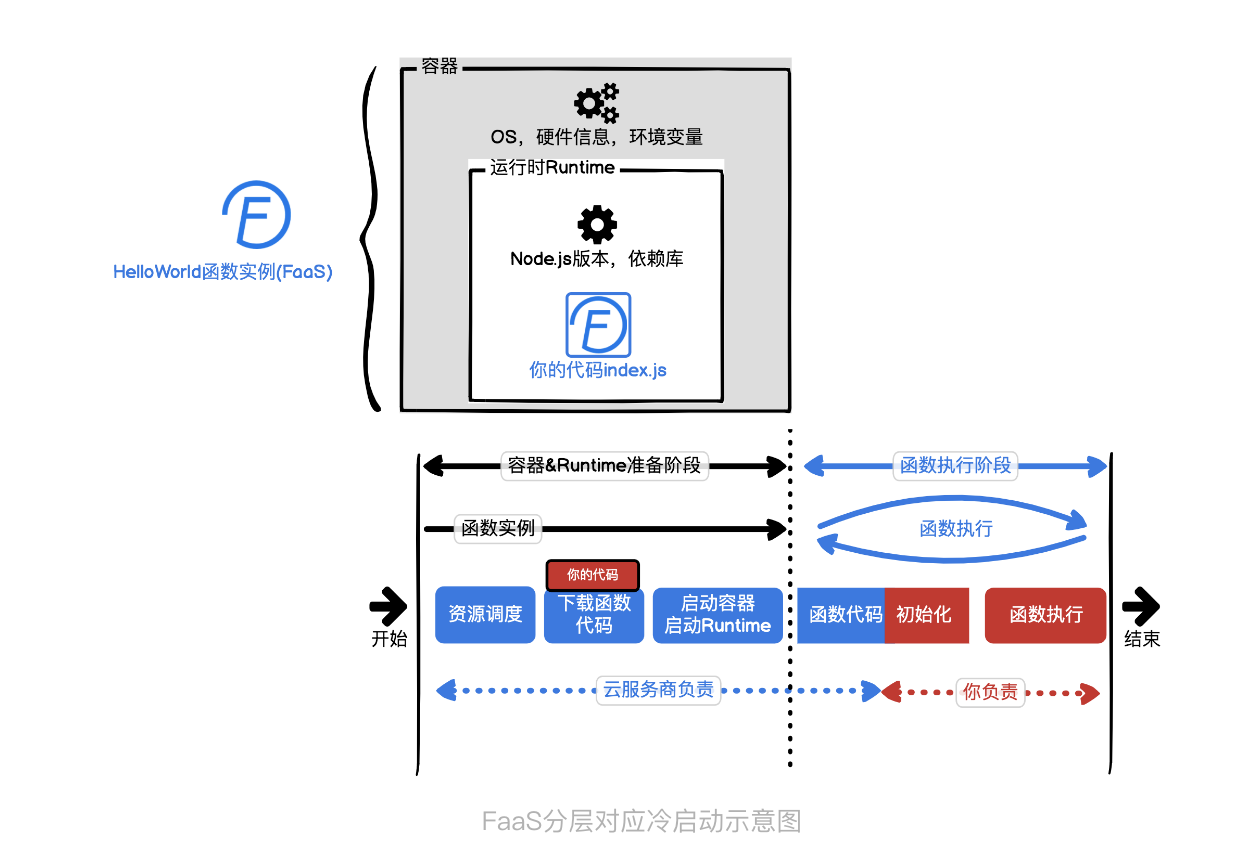 容器
OS，硬件信息，环境变量
运行时Runtime
Node.js版本，依赖库
你的代码index.js
HelloWorld函数实例(FaaS)
容器&Runtime准备阶段
函数执行阶段
函数实例
函数执行
你的代码
资源调度
下载函数
代码
启动容器
启动Runtime
函数代码
初始化
函数执行
开始
结束
云服务商负责
你负责
FaaS分层对应冷启动示意图